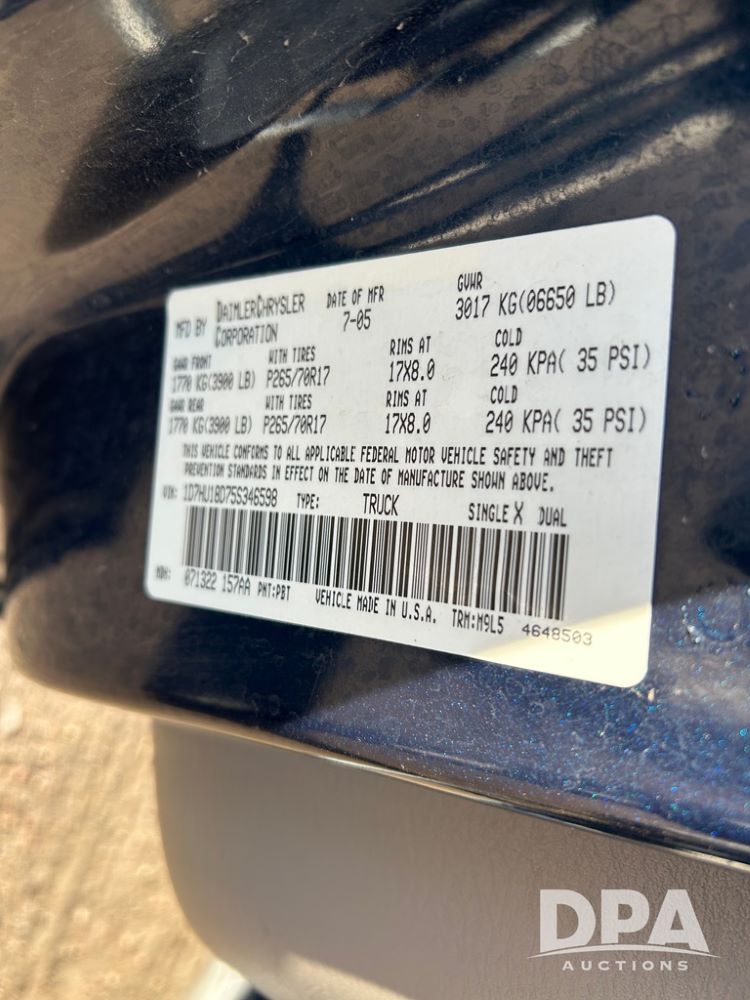 MFD BY DAIMLERCHRYSLER CORPORATION DATE OF MFR 7-05 GVWR 3017 KG(06650 LB)
GAWR FRONT WITH TIRES RIMS AT COLD
1770 KG(3900 LB) P265/70R17 17X8.0 240 KPA( 35 PSI)
GAWR REAR WITH TIRES RIMS AT COLD
1770 KG(3900 LB) P265/70R17 17X8.0 240 KPA( 35 PSI)
THIS VEHICLE CONFORMS TO ALL APPLICABLE FEDERAL MOTOR VEHICLE SAFETY AND THEFT
PREVENTION STANDARDS IN EFFECT ON THE DATE OF MANUFACTURE SHOWN ABOVE.
VIN: 1D7HU18D75S346598 TYPE: TRUCK SINGLE X DUAL
MDH: 071322 157AA PNT:PBT VEHICLE MADE IN U.S.A. TRM:M9L5 4648503
DPA
AUCTIONS